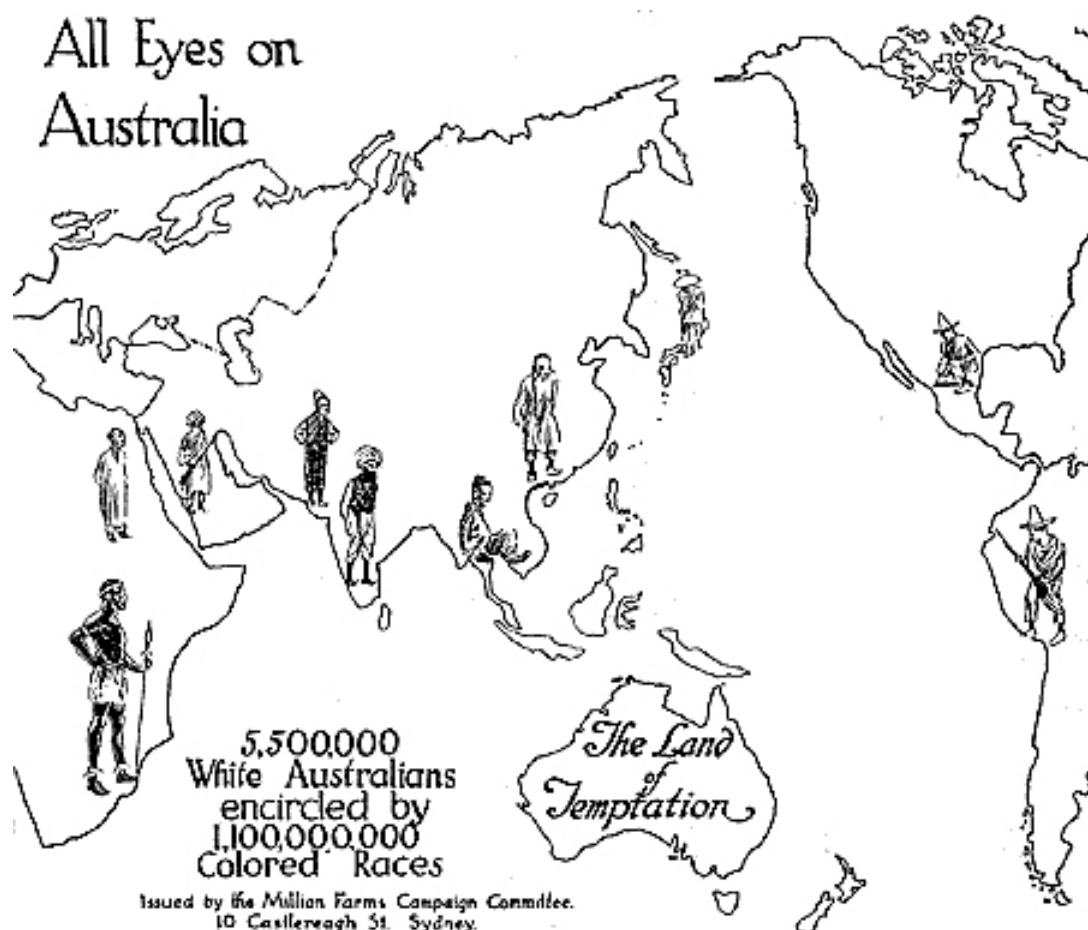 All Eyes on
Australia
The Land
of
Temptation
5,500,000
White Australians
encircled by
1,100,000,000
Colored Races
Issued by the Million Farms Campaign Committee.
10 Castlereagh St. Sydney.